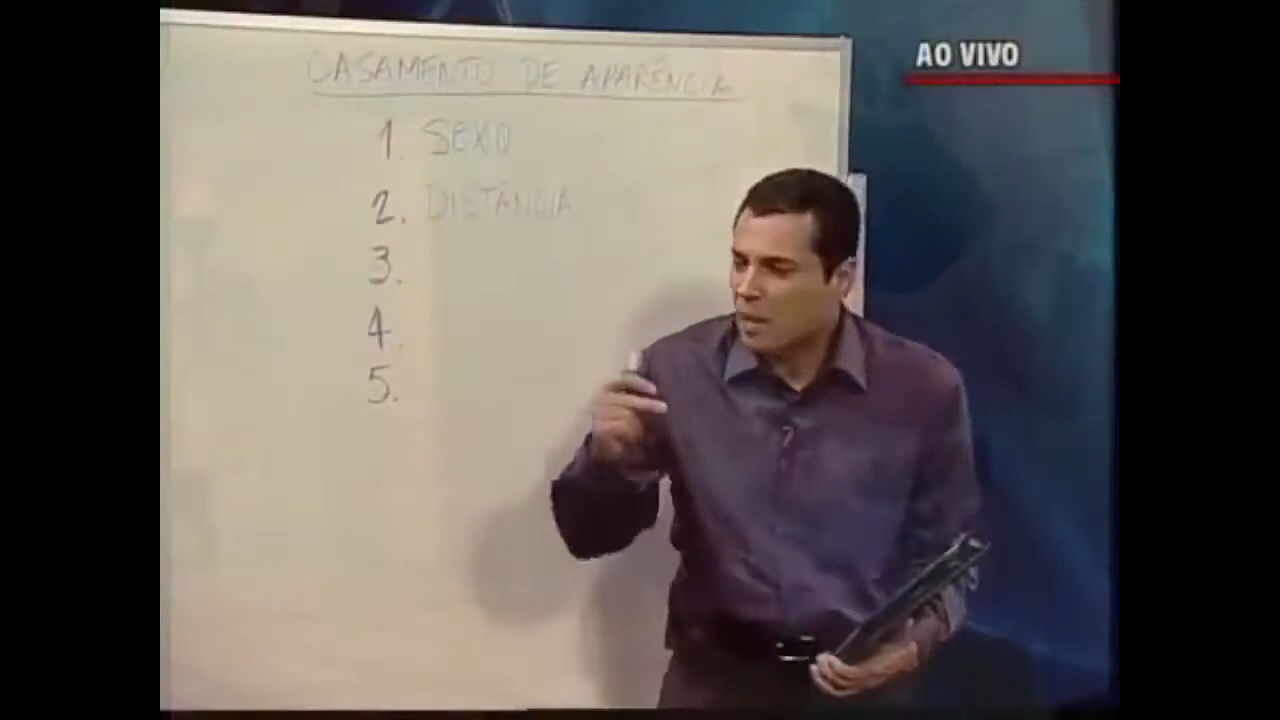 AO VIVO
CASAMENTO DE APARÊNCIA
1. SEXO
2. DISTÂNCIA
3.
4.
5.